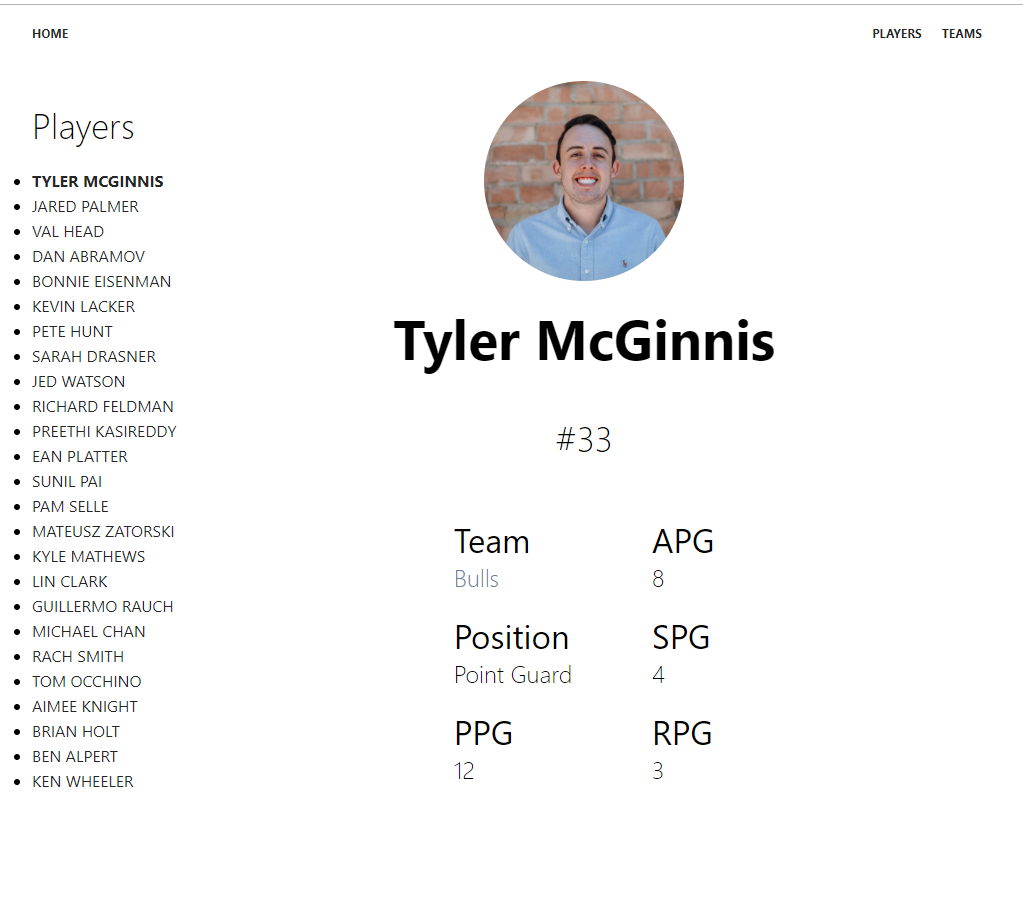 HOME
PLAYERS TEAMS
Players
TYLER MCGINNIS
JARED PALMER
VAL HEAD
DAN ABRAMOV
BONNIE EISENMAN
KEVIN LACKER
PETE HUNT
SARAH DRASNER
JED WATSON
RICHARD FELDMAN
PREETHI KASIREDDY
EAN PLATTER
SUNIL PAI
PAM SELLE
MATEUSZ ZATORSKI
KYLE MATHEWS
LIN CLARK
GUILLERMO RAUCH
MICHAEL CHAN
RACH SMITH
TOM OCCHINO
AIMEE KNIGHT
BRIAN HOLT
BEN ALPERT
KEN WHEELER
Tyler McGinnis
#33
Team
Bulls
APG
8
Position
Point Guard
SPG
4
PPG
12
RPG
3